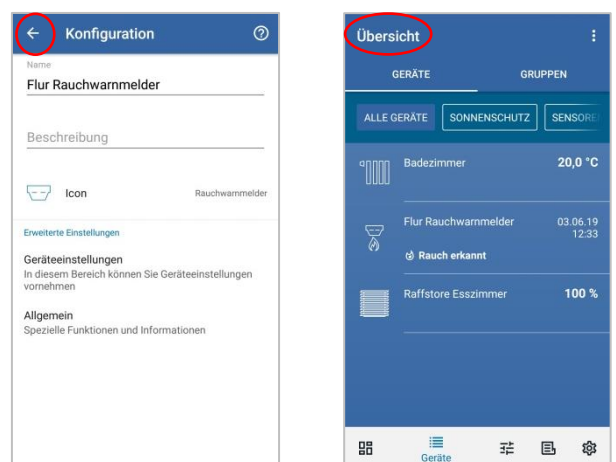 Konfiguration
Name
Flur Rauchwarnmelder
Beschreibung
Icon
Rauchwarnmelder
Erweiterte Einstellungen
Geräteeinstellungen
In diesem Bereich können Sie Geräteeinstellungen
vornehmen
Allgemein
Spezielle Funktionen und Informationen
Übersicht
GERÄTE GRUPPEN
ALLE GERÄTE SONNENSCHUTZ SENSORE
Badezimmer 20,0 °C
Flur Rauchwarnmelder 03.06.19
12:33
Rauch erkannt
Raffstore Esszimmer 100 %
Geräte